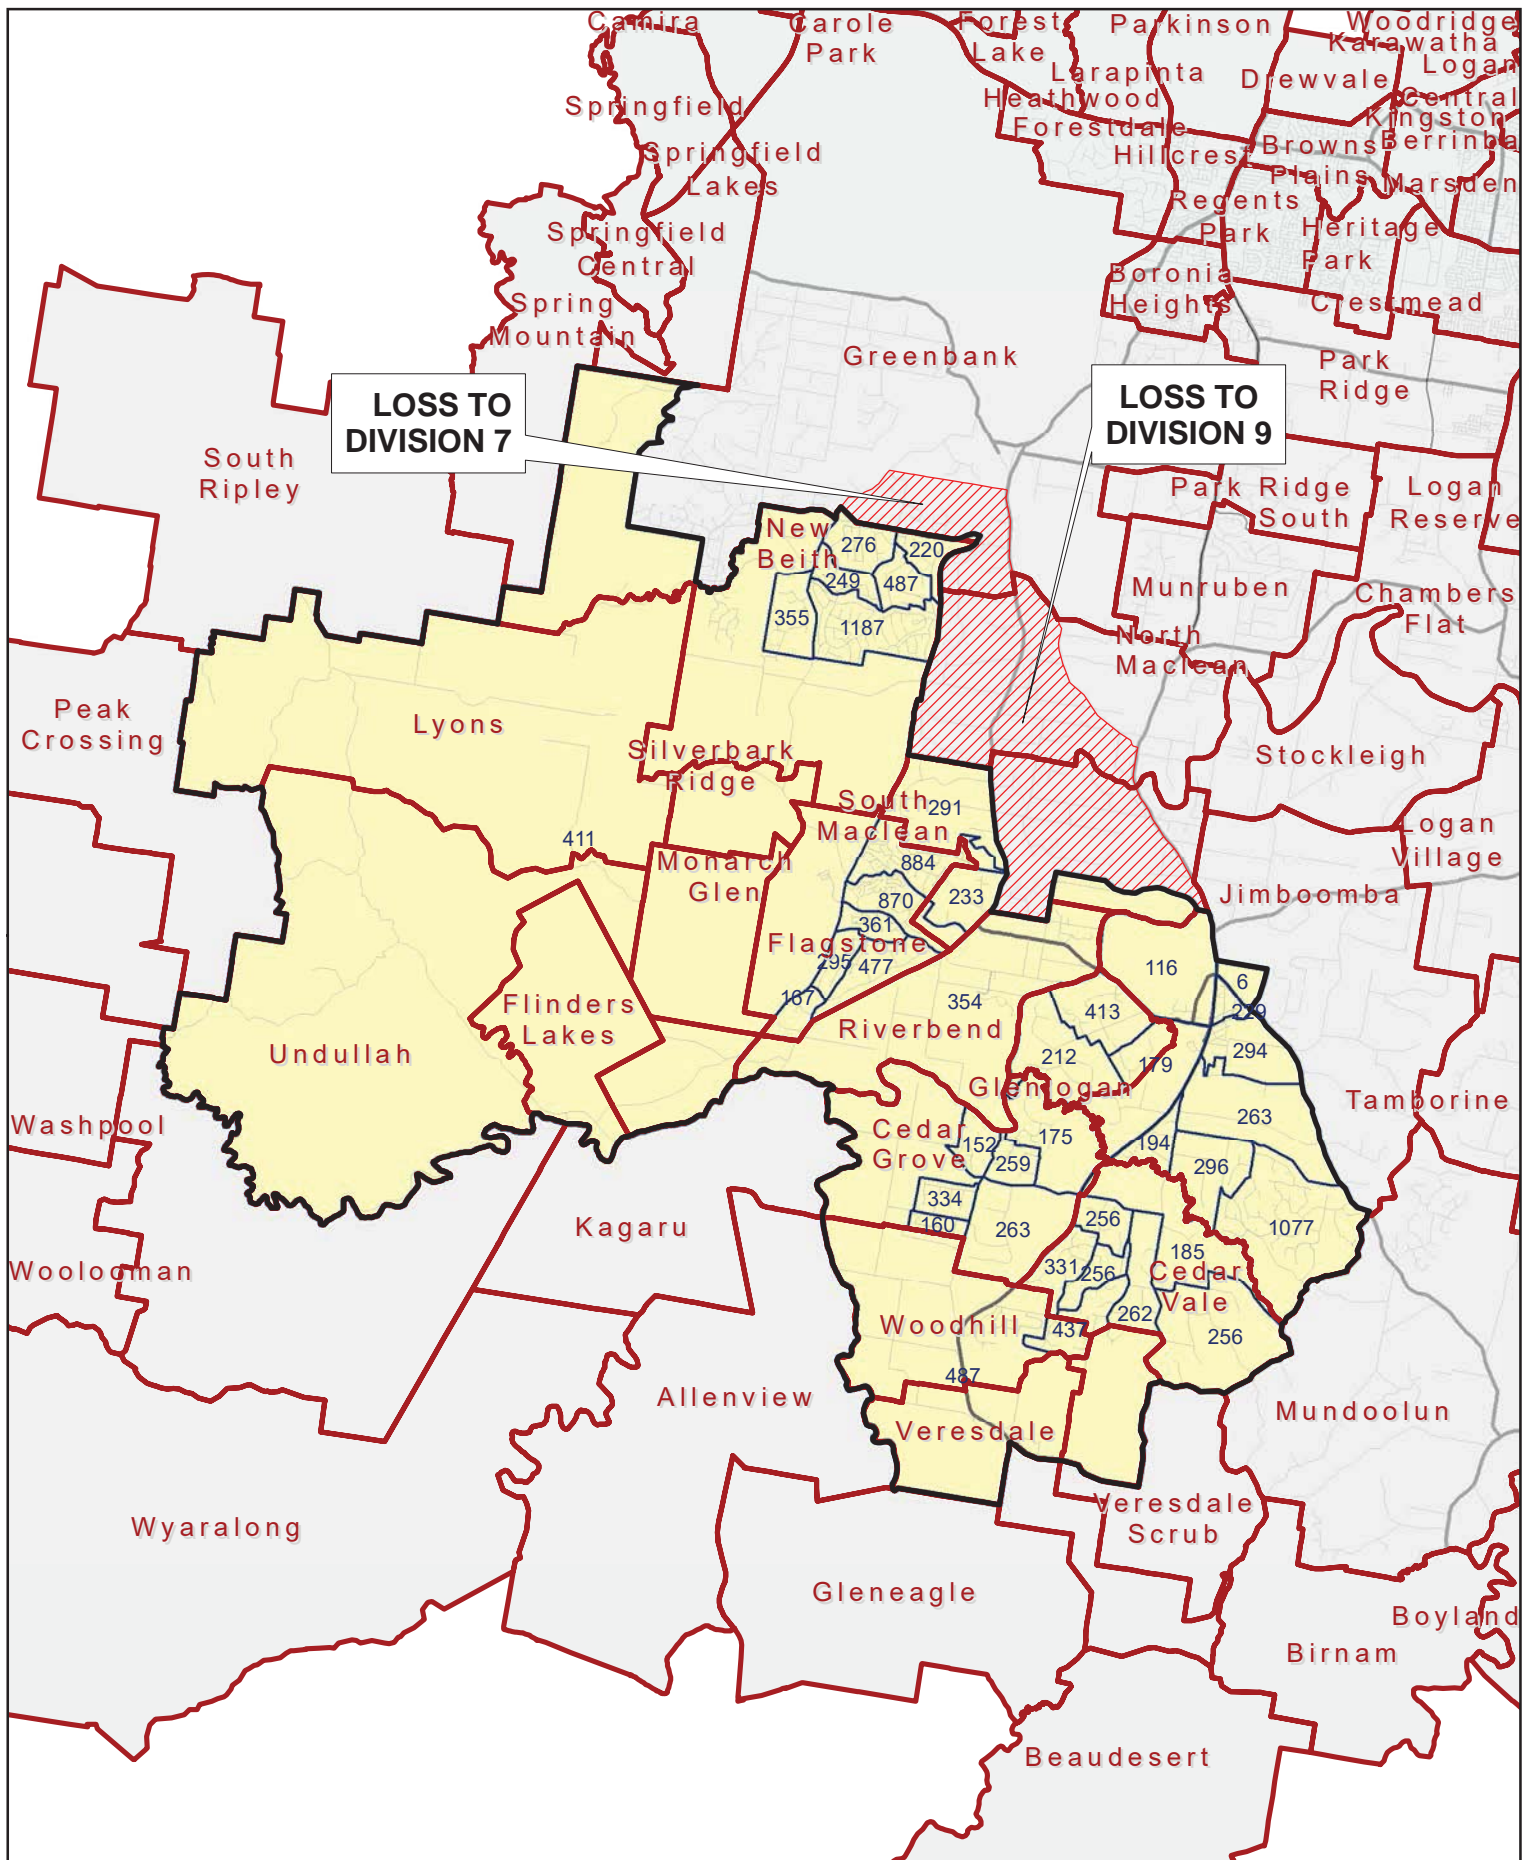 Camira
Carole
Park
Forest
Lake
Parkinson
Woodridge
Karawatha
Logan
Central
Larapinta
Drewvale
Heathwood
Kingston
Forestdale
Berrinba
Hillcrest
Browns
Plains
Marsden
Springfield
Springfield
Lakes
Regents
Park
Heritage
Park
Springfield
Central
Boronia
Heights
Crestmead
Spring
Mountain
Greenbank
Park
Ridge
LOSS TO
DIVISION 7
LOSS TO
DIVISION 9
South
Ripley
Park Ridge
South
Logan
Reserve
New
Beith
276
220
249
487
355
1187
Munruben
Chambers
Flat
North
Maclean
Peak
Crossing
Lyons
Silverbark
Ridge
Stockleigh
South
Maclean
291
411
Monarch
Glen
884
870
233
361
Logan
Village
Jimboomba
Flagstone
295
477
167
116
6
229
Flinders
Lakes
354
413
Riverbend
Undullah
212
179
294
Glenlogan
Washpool
263
Tamborine
Cedar
Grove
152
175
194
259
296
334
160
263
256
1077
Kagaru
185
331
256
Cedar
Vale
Woolooman
262
Woodhill
437
256
487
Allenview
Mundoolun
Veresdale
Wyaralong
Veresdale
Scrub
Gleneagle
Boyland
Birnam
Beaudesert